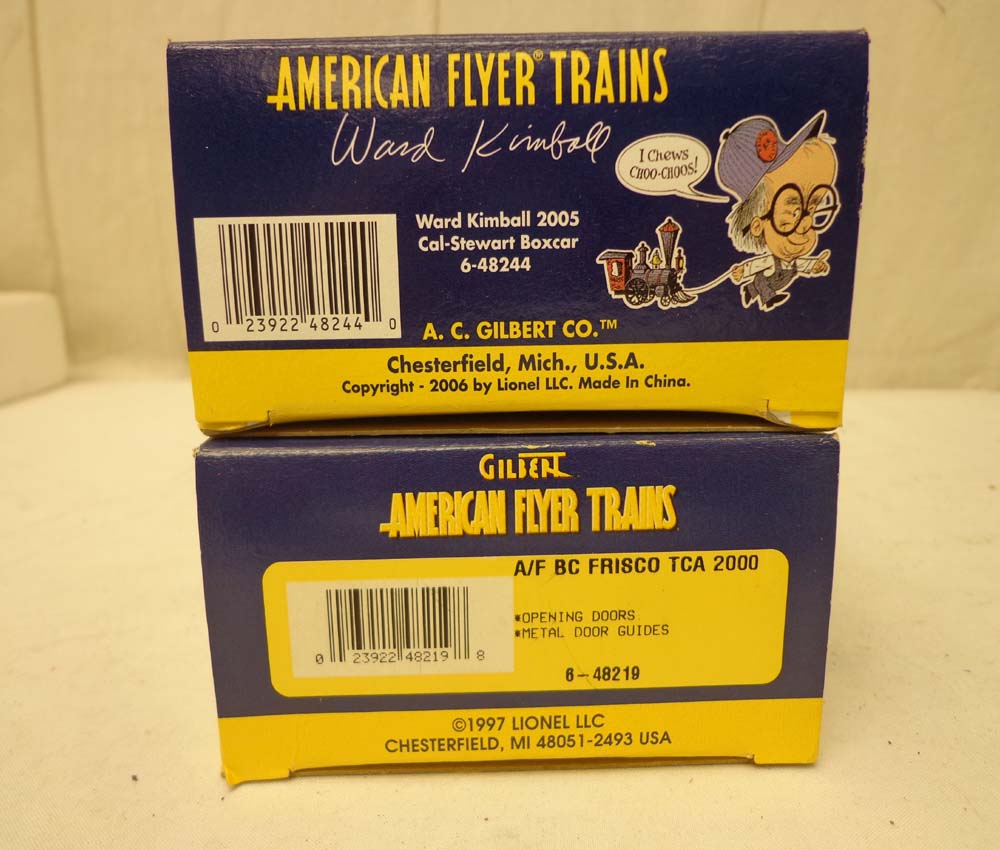 AMERICAN FLYER® TRAINS
Ward Kimball
I Chews
CHOO-CHOOS!
Ward Kimball 2005
Cal-Stewart Boxcar
6-48244
0 23922 48244 0
A. C. GILBERT CO.™
Chesterfield, Mich., U.S.A.
Copyright - 2006 by Lionel LLC. Made In China.
GILBERT
AMERICAN FLYER TRAINS
A/F BC FRISCO TCA 2000
*OPENING DOORS
*METAL DOOR GUIDES
0 23922 48219 8
6-48219
©1997 LIONEL LLC
CHESTERFIELD, MI 48051-2493 USA